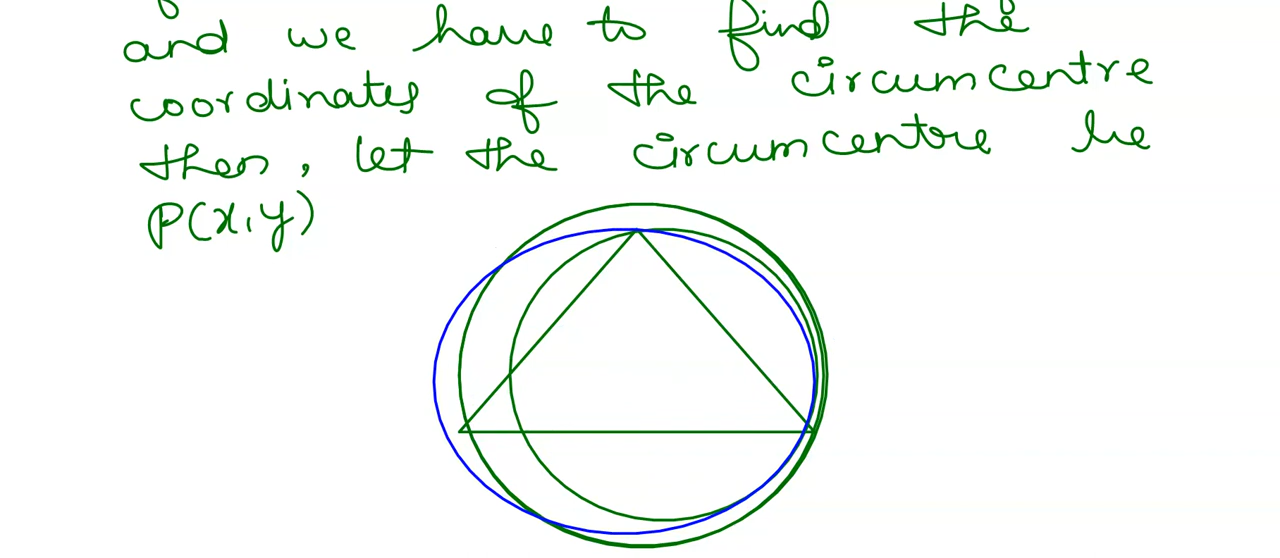 and we have to find the
coordinates of the circumcentre
then, let the circumcentre be
P(x,y)